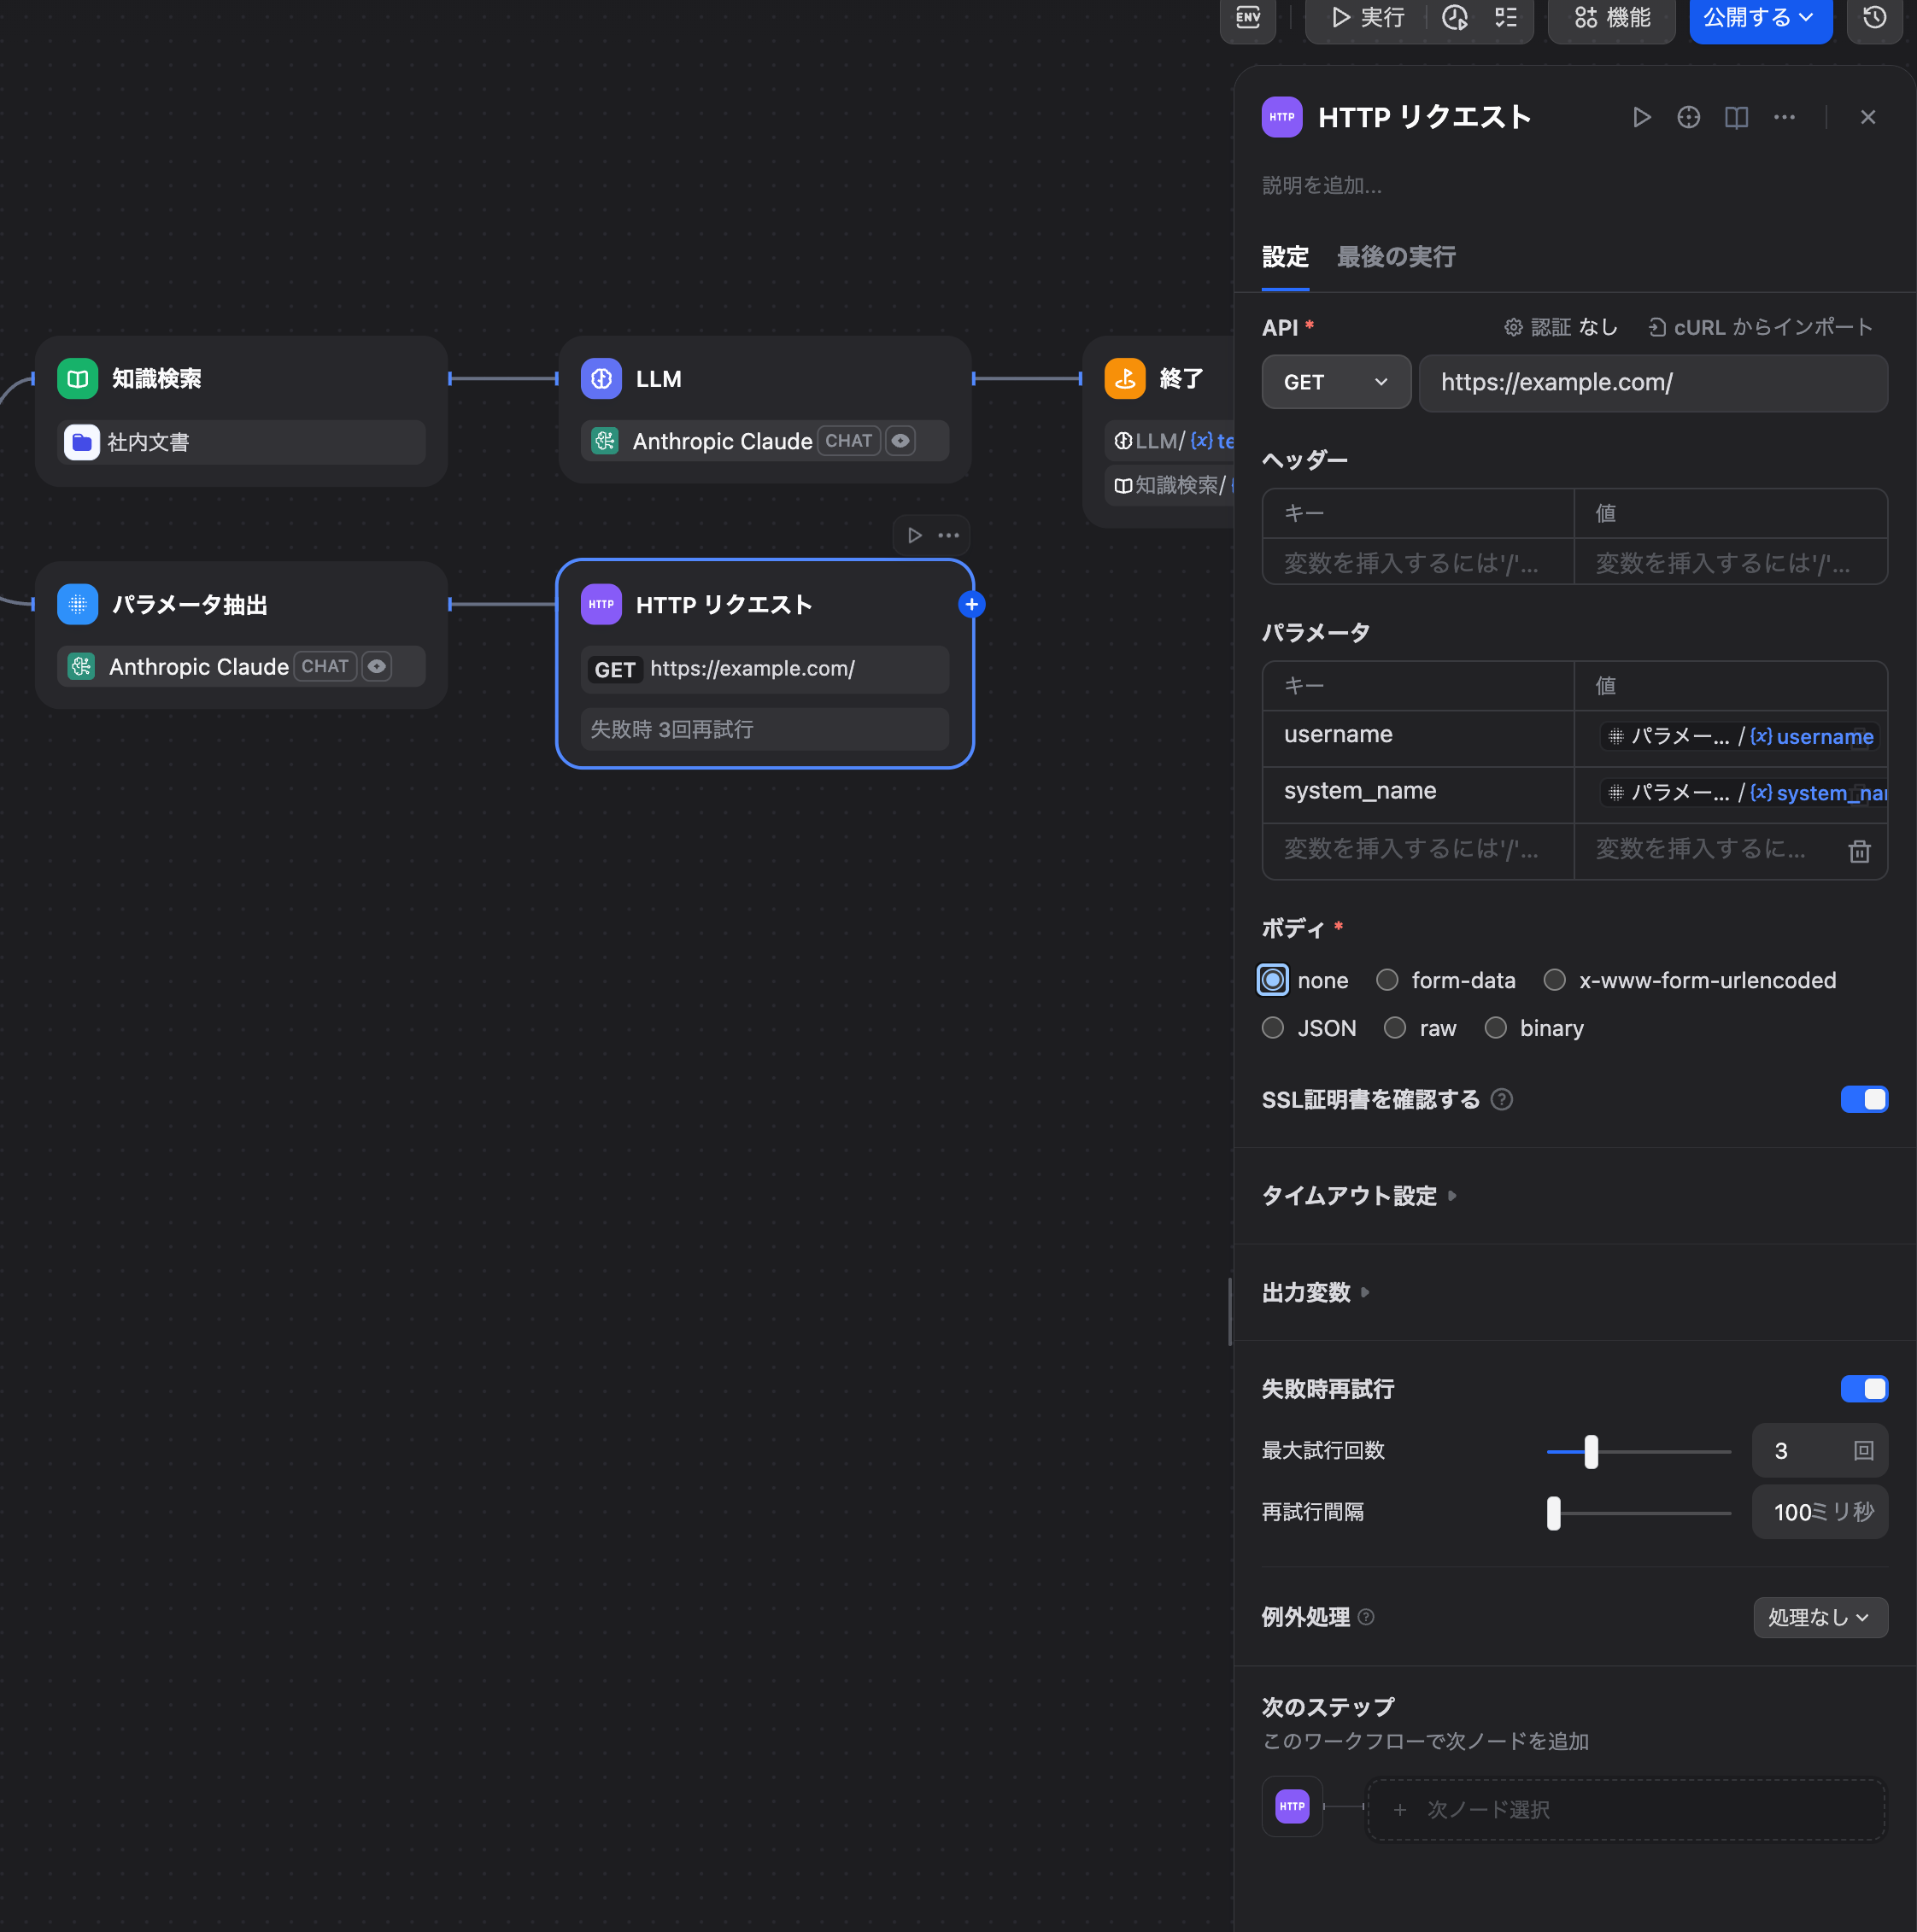 ENV
実行
機能
公開する
知識検索
社内文書
LLM
Anthropic Claude CHAT
終了
LLM/ {x} te
知識検索/
パラメータ抽出
Anthropic Claude CHAT
HTTP HTTP リクエスト
GET https://example.com/
失敗時 3回再試行
HTTP HTTP リクエスト
説明を追加...
設定 最後の実行
API * 認証 なし cURL からインポート
GET https://example.com/
ヘッダー
キー 値
変数を挿入するには'/'... 変数を挿入するには'/'...
パラメータ
キー 値
username パラメー... / {x} username
system_name パラメー... / {x} system_nar
変数を挿入するには'/'... 変数を挿入するに...
ボディ *
none form-data x-www-form-urlencoded
JSON raw binary
SSL証明書を確認する ?
タイムアウト設定
出力変数
失敗時再試行
最大試行回数 3 回
再試行間隔 100ミリ秒
例外処理 ? 処理なし
次のステップ
このワークフローで次ノードを追加
HTTP + 次ノード選択